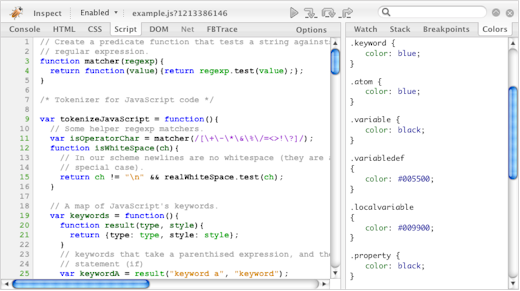 Inspect Enabled example.js?1213386146
Console HTML CSS Script DOM Net FBTrace Options
Watch Stack Breakpoints Colors
// Create a predicate function that tests a string against
2 // regular expression.
3 function matcher(regexp){
4 return function(value){return regexp.test(value);};
5 }
6
7 /* Tokenizer for JavaScript code */
8
9 var tokenizeJavaScript = function(){
10 // Some helper regexp matchers.
11 var isOperatorChar = matcher(/[\+\-\*\&\%\/=<>!\?]/);
12 function isWhiteSpace(ch){
13 // In our scheme newlines are no whitespace (they are a
14 // special case).
15 return ch != "\n" && realWhiteSpace.test(ch);
16 }
17
18 // A map of JavaScript's keywords.
19 var keywords = function(){
20 function result(type, style){
21 return {type: type, style: style};
22 }
23 // keywords that take a parenthised expression, and the
24 // statement (if)
25 var keywordA = result("keyword a", "keyword");
.keyword {
color: blue;
}
.atom {
color: blue;
}
.variable {
color: black;
}
.variabledef
color: #005500;
}
.localvariable
color: #009900;
}
.property {
color: black;
}